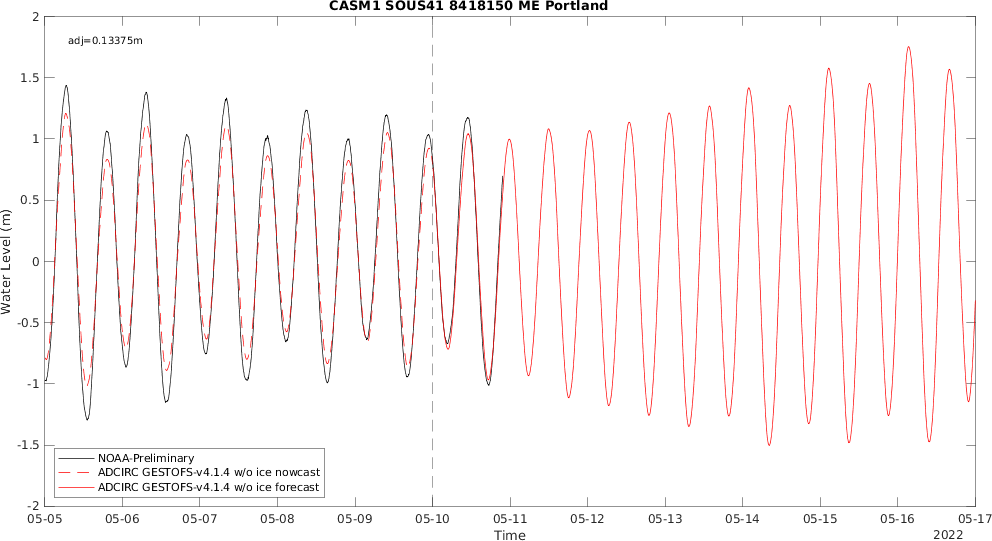 CASM1 SOUS41 8418150 ME Portland
adj=0.13375m
Water Level (m)
2
1.5
1
0.5
0
-0.5
-1
-1.5
-2
NOAA-Preliminary
ADCIRC GESTOFS-v4.1.4 w/o ice nowcast
ADCIRC GESTOFS-v4.1.4 w/o ice forecast
05-05 05-06 05-07 05-08 05-09 05-10 05-11 05-12 05-13 05-14 05-15 05-16 05-17
Time
2022